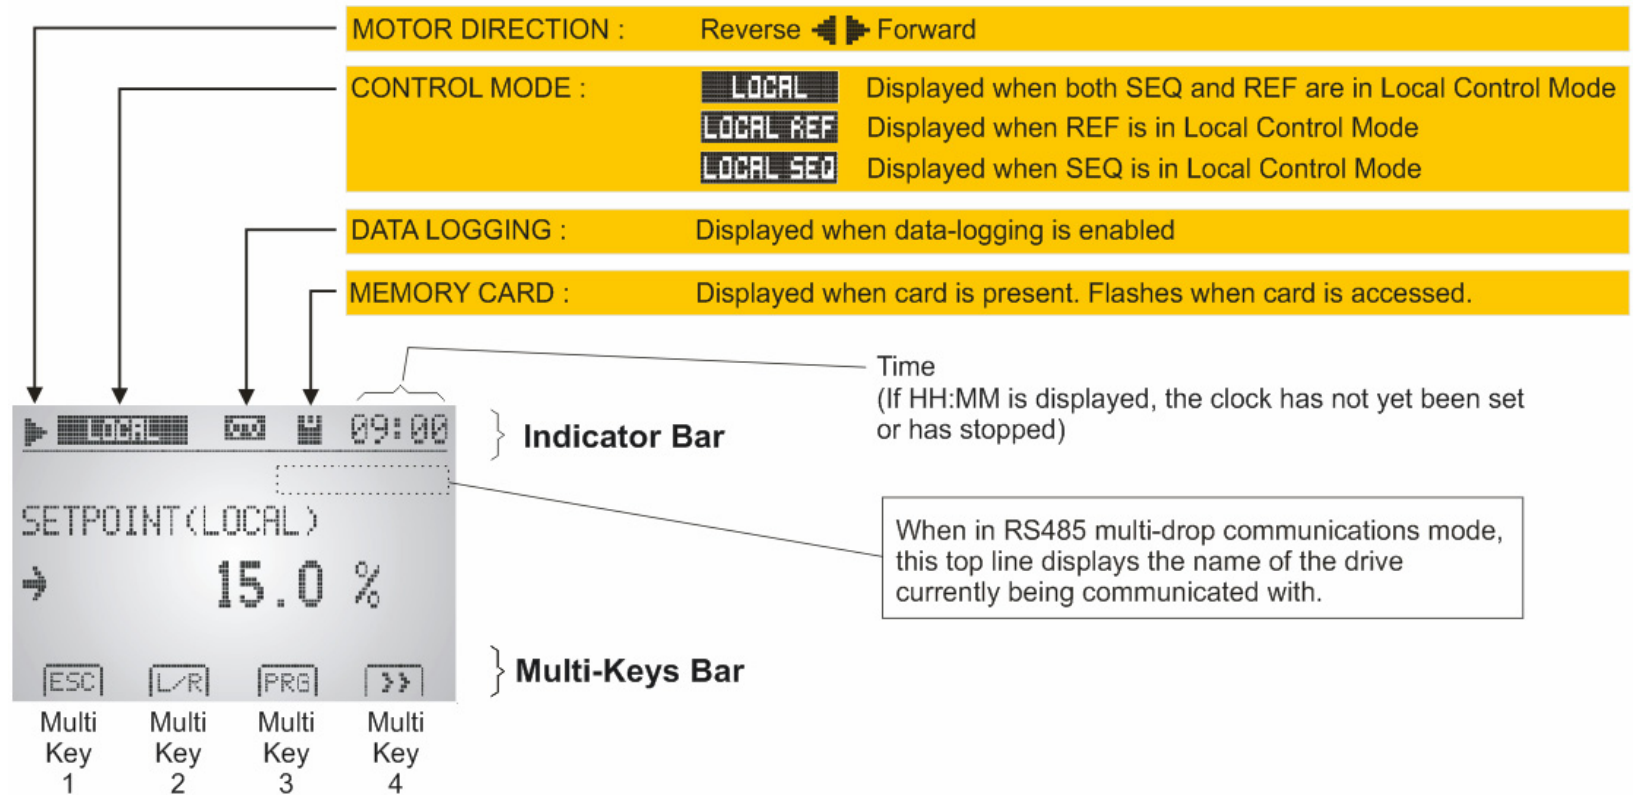 MOTOR DIRECTION : Reverse Forward
CONTROL MODE : LOCAL Displayed when both SEQ and REF are in Local Control Mode
LOCAL REF Displayed when REF is in Local Control Mode
LOCAL SEQ Displayed when SEQ is in Local Control Mode
DATA LOGGING : Displayed when data-logging is enabled
MEMORY CARD : Displayed when card is present. Flashes when card is accessed.
Time
(If HH:MM is displayed, the clock has not yet been set
or has stopped)
LOCAL 09:00
Indicator Bar
SETPOINT(LOCAL)
15.0 %
When in RS485 multi-drop communications mode,
this top line displays the name of the drive
currently being communicated with.
ESC L/R PRG >>
Multi-Keys Bar
Multi Multi Multi Multi
Key Key Key Key
1 2 3 4